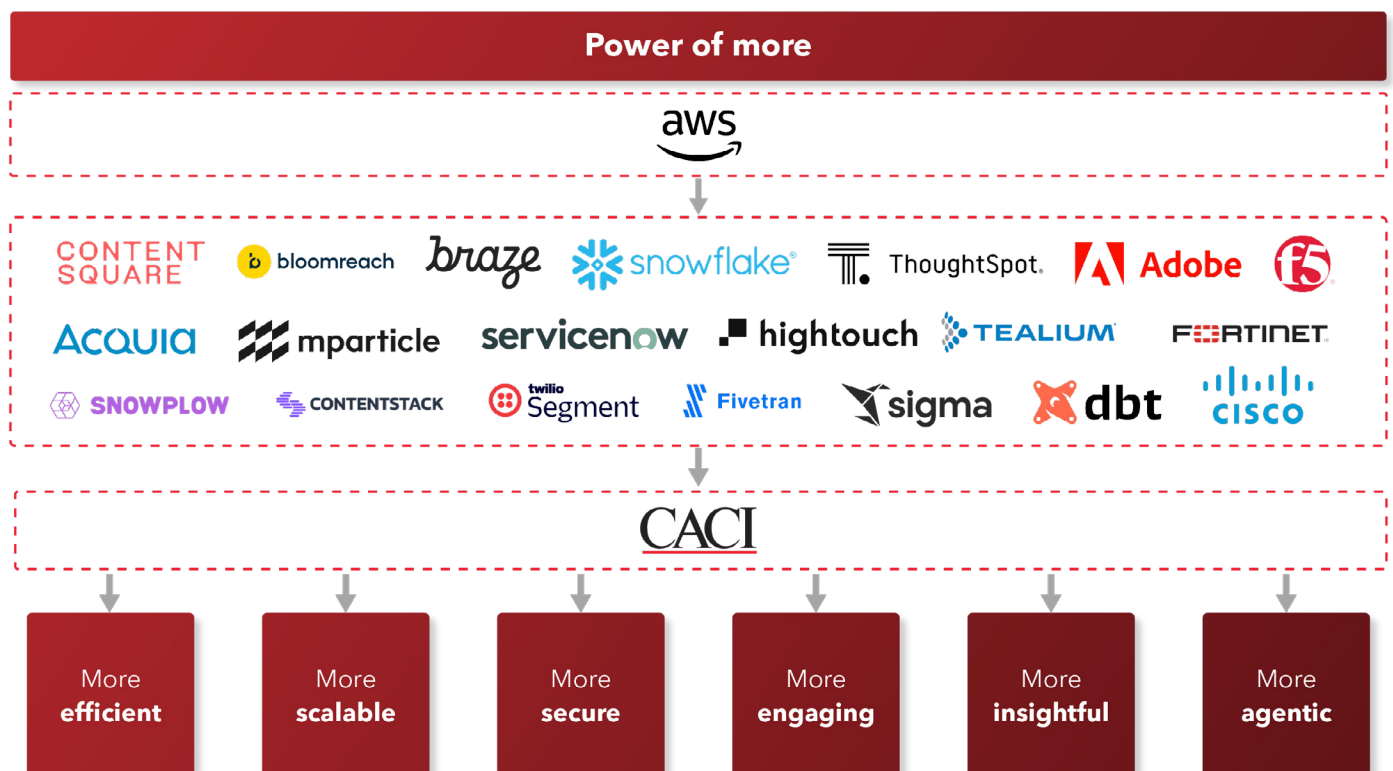 Power of more
aws
CONTENT
SQUARE
bloomreach
braze
snowflake®
ThoughtSpot.
Adobe
f5
ACQUIA
mparticle
servicenow
hightouch
TEALIUM
FORTINET
SNOWPLOW
CONTENTSTACK
twilio
Segment
Fivetran
sigma
dbt
CISCO
CACI
More
efficient
More
scalable
More
secure
More
engaging
More
insightful
More
agentic